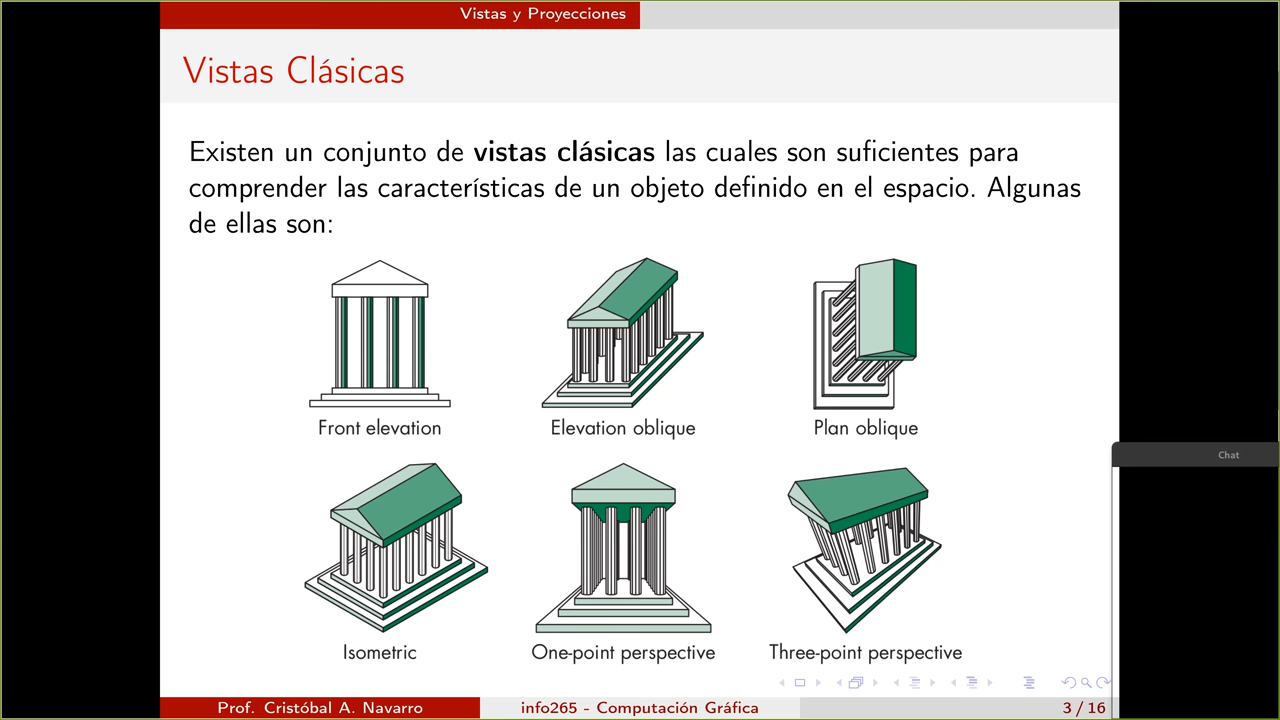 Vistas y Proyecciones
Vistas Clásicas
Existen un conjunto de vistas clásicas las cuales son suficientes para
comprender las características de un objeto definido en el espacio. Algunas
de ellas son:
Front elevation
Elevation oblique
Plan oblique
Chat
Isometric
One-point perspective
Three-point perspective
Prof. Cristóbal A. Navarro
info265 - Computación Gráfica
3 / 16